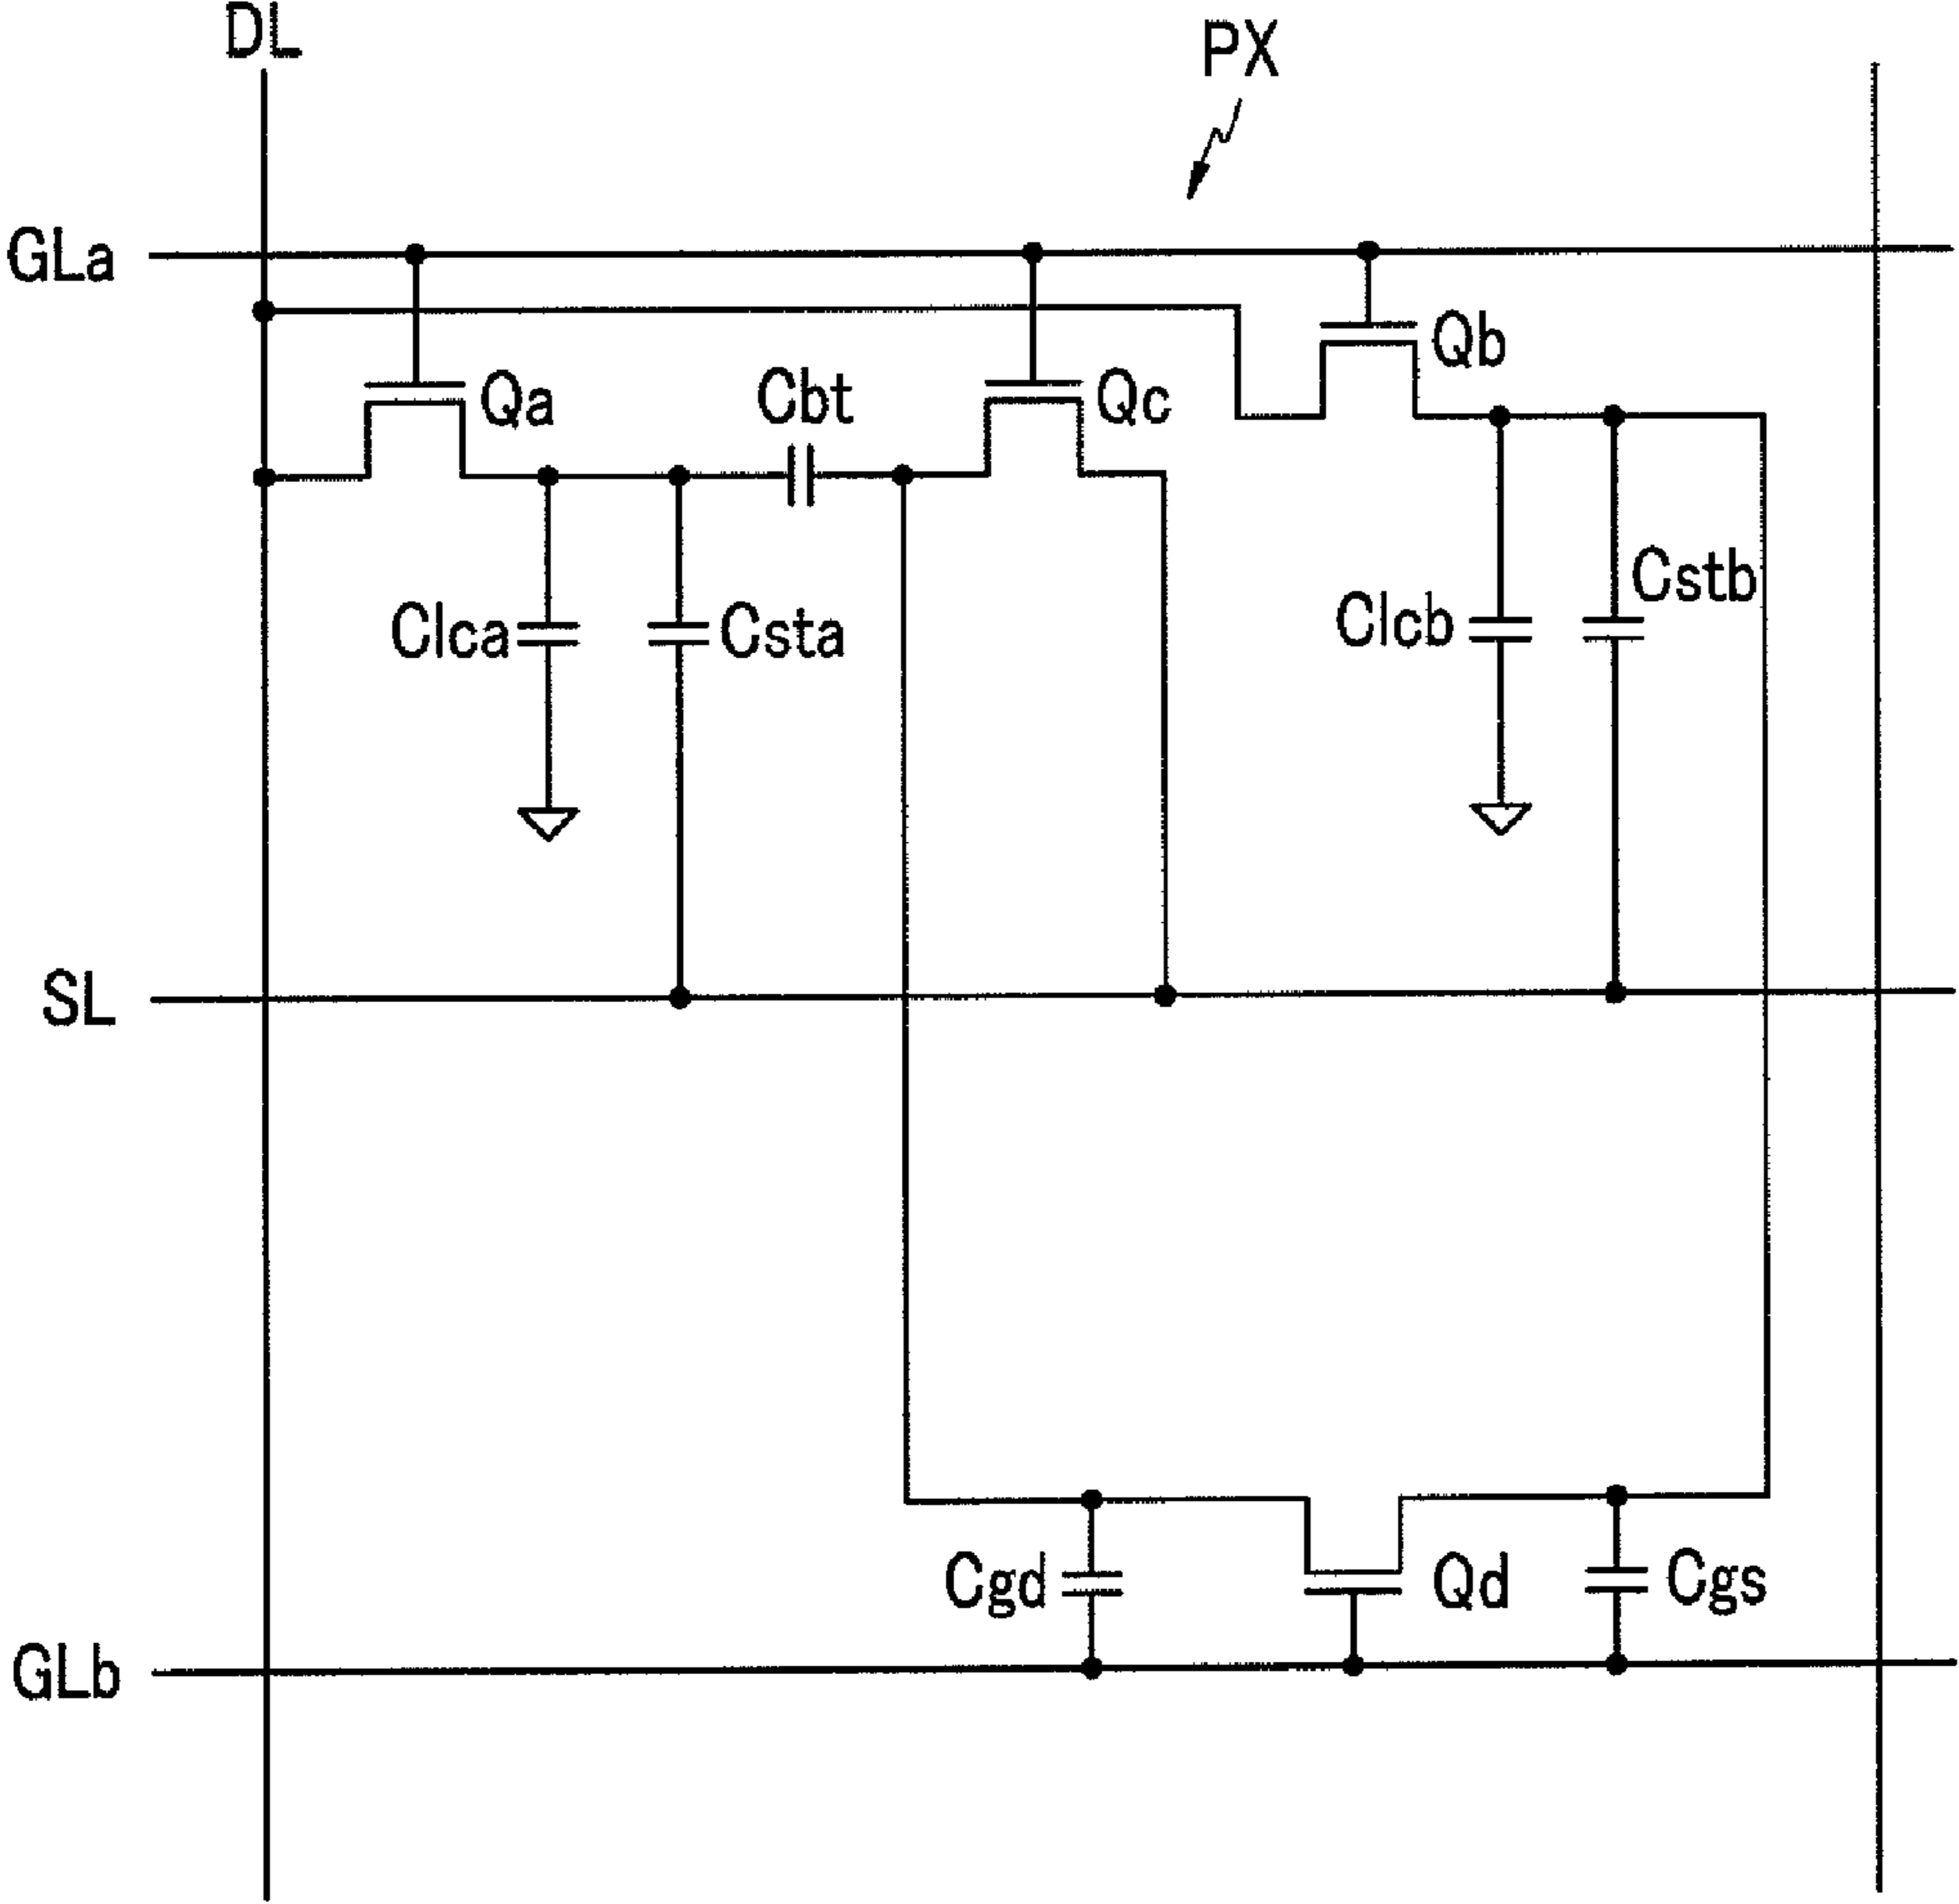 DL
PX
GLa
Qb
Qa
Cbt
Qc
Cstb
Clca
Csta
Clcb
SL
Cgd
Qd
Cgs
GLb